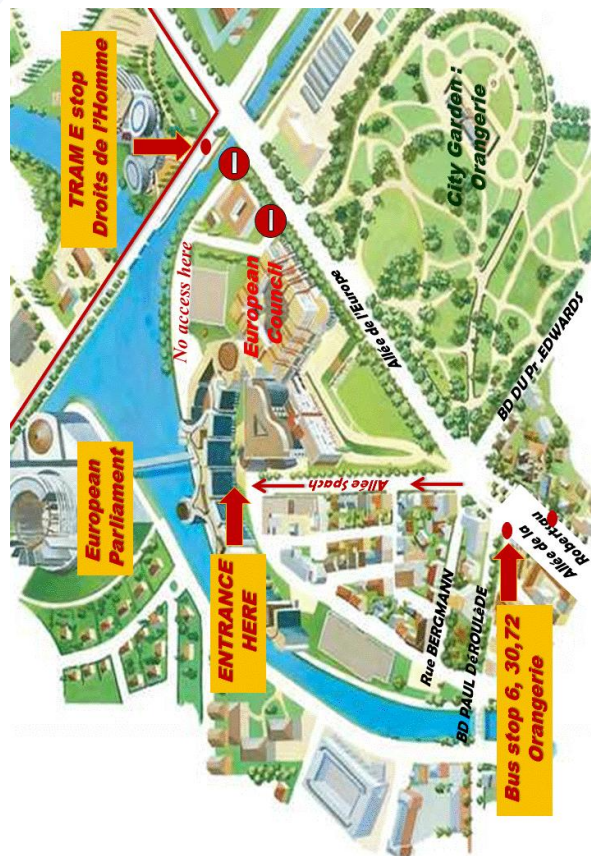 TRAM E stop
Droits de l'Homme
City Garden :
Orangerie
No access here
European
Council
Allée de l'Europe
BD DU Pr .EDWARDS
European
Parliament
Allée Spach
ENTRANCE
HERE
Allée de la
Robertsau
Rue BERGMANN
BD PAUL DéROULèDE
Bus stop 6, 30,72
Orangerie